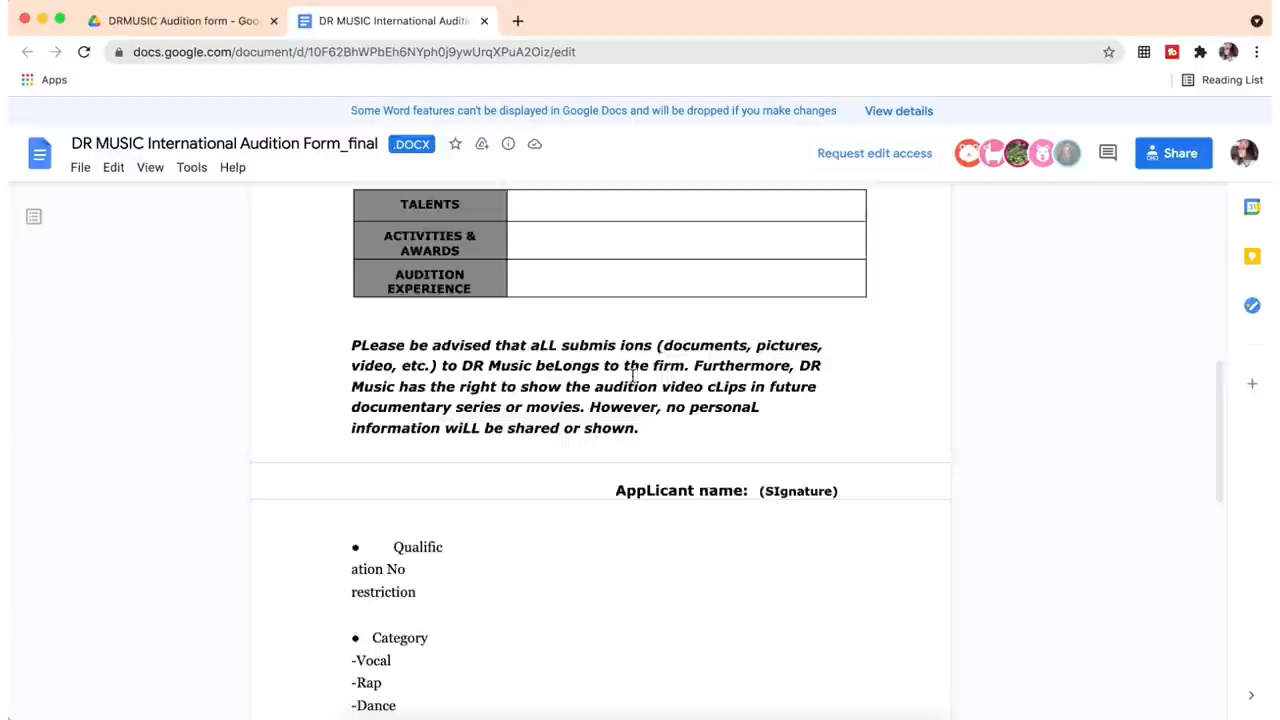 DRMUSIC Audition form - Goo
DR MUSIC International Auditi
docs.google.com/document/d/10F62BhWPbEh6NYph0j9ywUrqXPuA2Oiz/edit
Apps
Reading List
Some Word features can't be displayed in Google Docs and will be dropped if you make changes View details
DR MUSIC International Audition Form_final .DOCX
Request edit access
Share
File Edit View Tools Help
TALENTS
ACTIVITIES &
AWARDS
AUDITION
EXPERIENCE
PLease be advised that aLL submis ions (documents, pictures,
video, etc.) to DR Music beLongs to the firm. Furthermore, DR
Music has the right to show the audition video cLips in future
documentary series or movies. However, no personaL
information wiLL be shared or shown.
AppLicant name: (SIgnature)
● Qualific
ation No
restriction
● Category
-Vocal
-Rap
-Dance